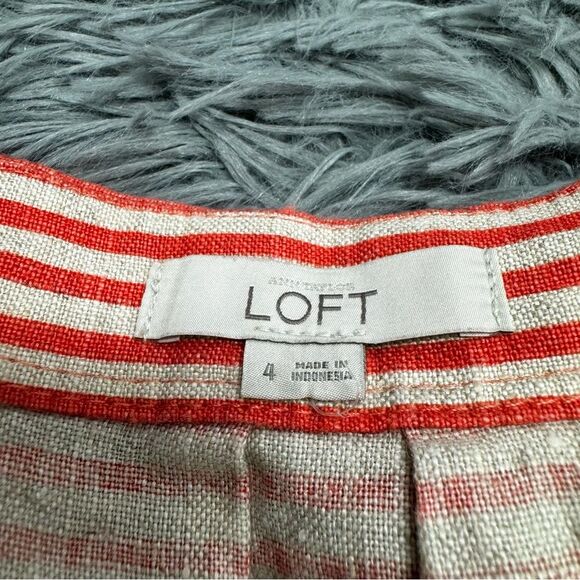 ANN TAYLOR
LOFT
4
MADE IN
INDONESIA